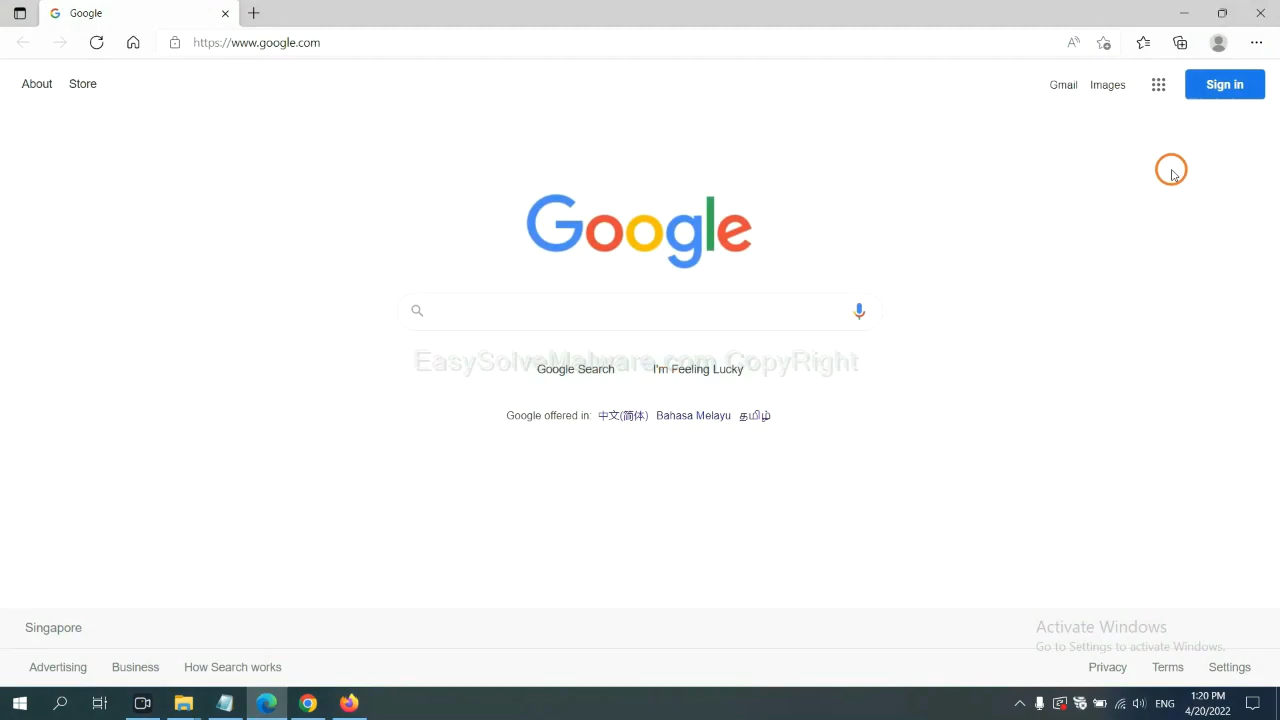 Google
https://www.google.com
About Store
Gmail Images Sign in
Google
EasySolveMalware.com CopyRight
Google Search I'm Feeling Lucky
Google offered in: 中文(简体) Bahasa Melayu தமிழ்
Singapore
Activate Windows
Go to Settings to activate Windows.
Advertising Business How Search works
Privacy Terms Settings
ENG
1:20 PM
4/20/2022